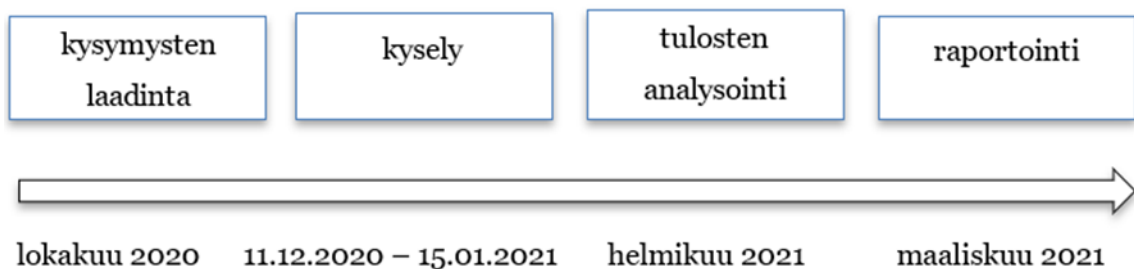 kysymysten
laadinta
kysely
tulosten
analysointi
raportointi
lokakuu 2020
11.12.2020 – 15.01.2021
helmikuu 2021
maaliskuu 2021